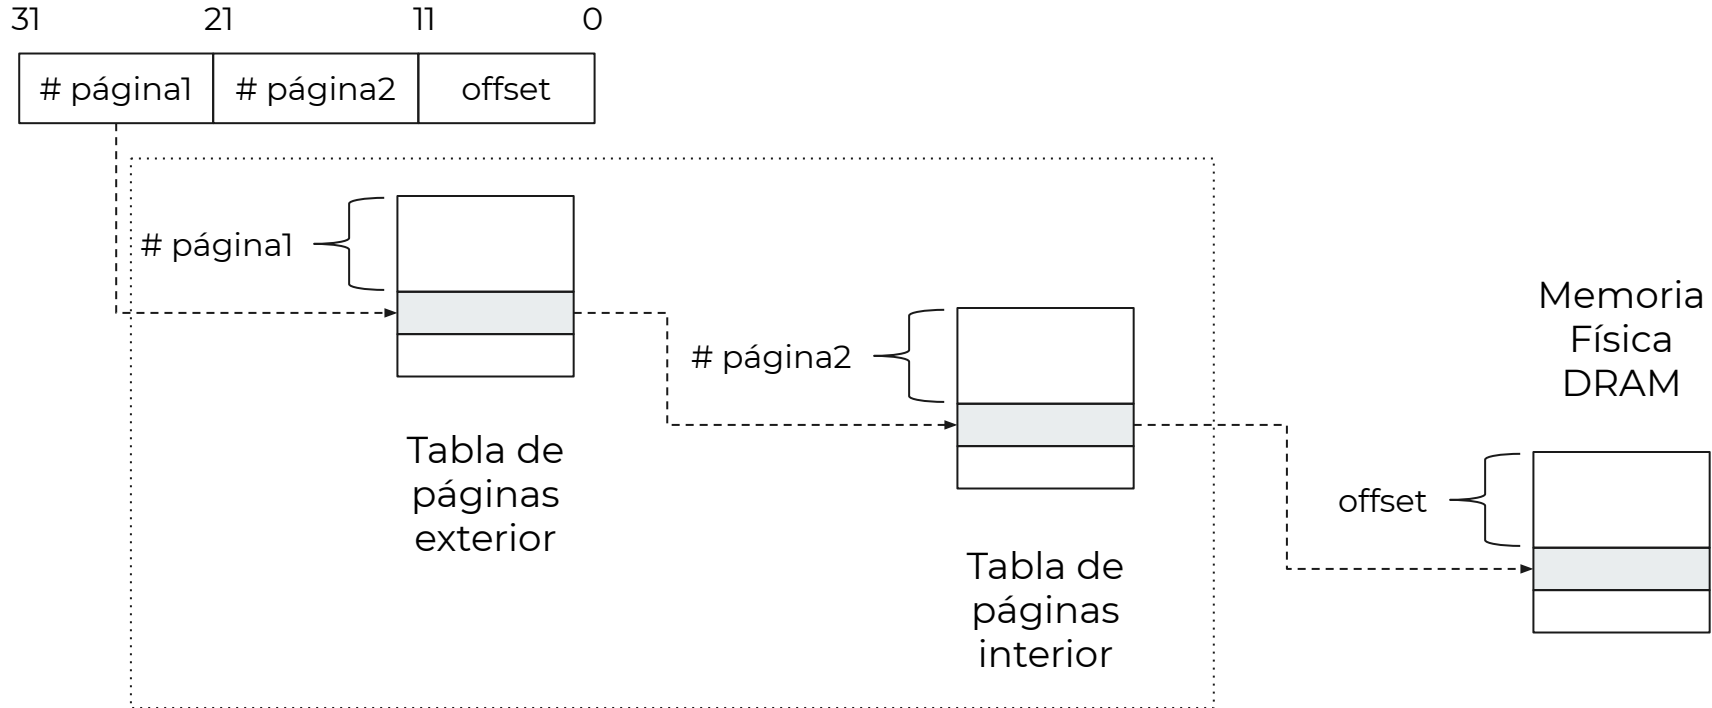 31 21 11 0
# página1 # página2 offset
# página1
Tabla de
páginas
exterior
# página2
Tabla de
páginas
interior
Memoria
Física
DRAM
offset